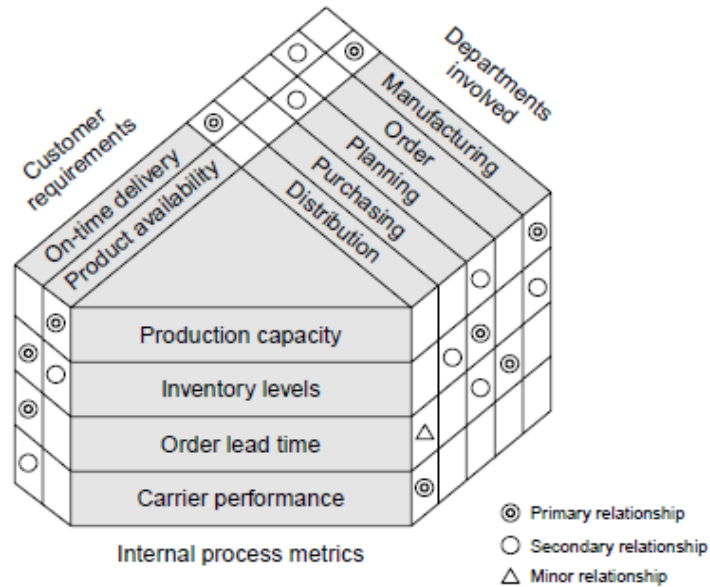 Customer
requirements
Departments
involved
On-time delivery
Product availability
Manufacturing
Order
Planning
Purchasing
Distribution
Production capacity
Inventory levels
Order lead time
Carrier performance
Internal process metrics
Primary relationship
Secondary relationship
Minor relationship